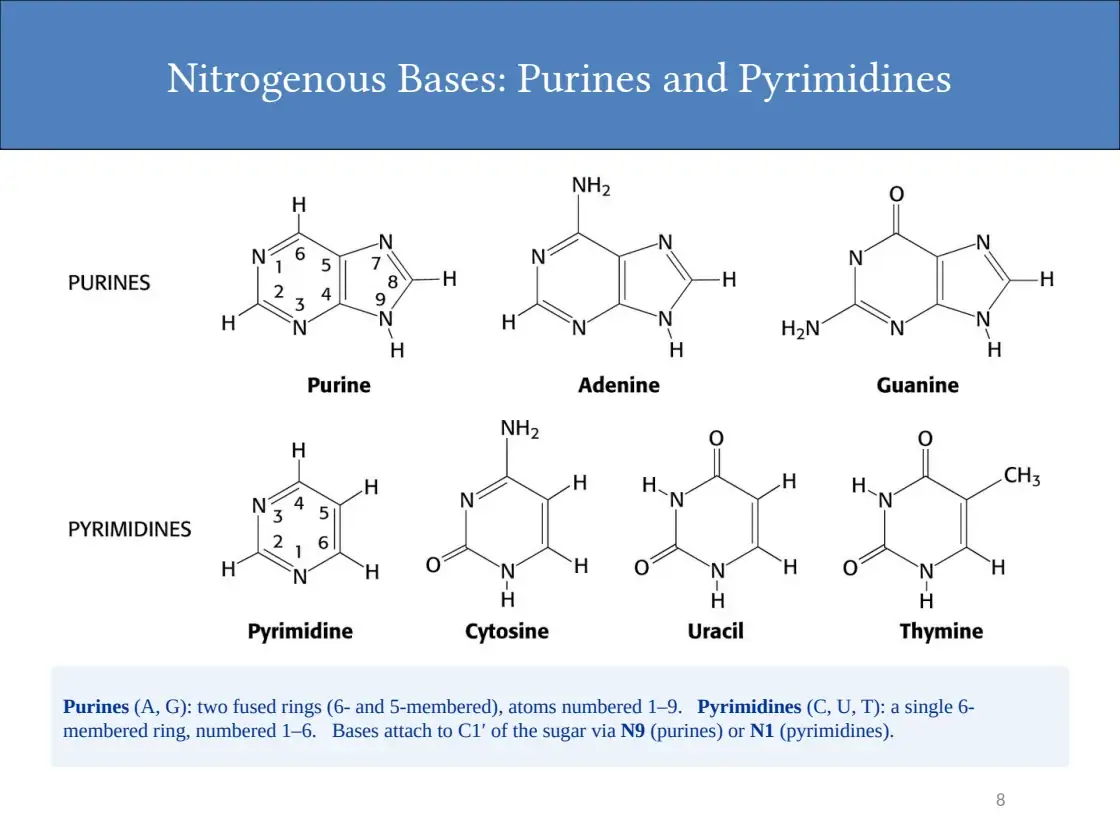 Nitrogenous Bases: Purines and Pyrimidines
PURINES
H
N
1
6
5
N
7
8
H
2
3
4
9
H
N
N
H
Purine
NH2
N
N
H
H
N
N
H
Adenine
O
N
N
H
H2N
N
N
H
Guanine
PYRIMIDINES
H
H
N
3
4
5
2
1
6
H
N
H
Pyrimidine
NH2
N
H
O
N
H
H
Cytosine
O
H
N
H
O
N
H
H
Uracil
O
CH3
H
N
O
N
H
H
Thymine
Purines (A, G): two fused rings (6- and 5-membered), atoms numbered 1–9. Pyrimidines (C, U, T): a single 6-
membered ring, numbered 1–6. Bases attach to C1′ of the sugar via N9 (purines) or N1 (pyrimidines).
8